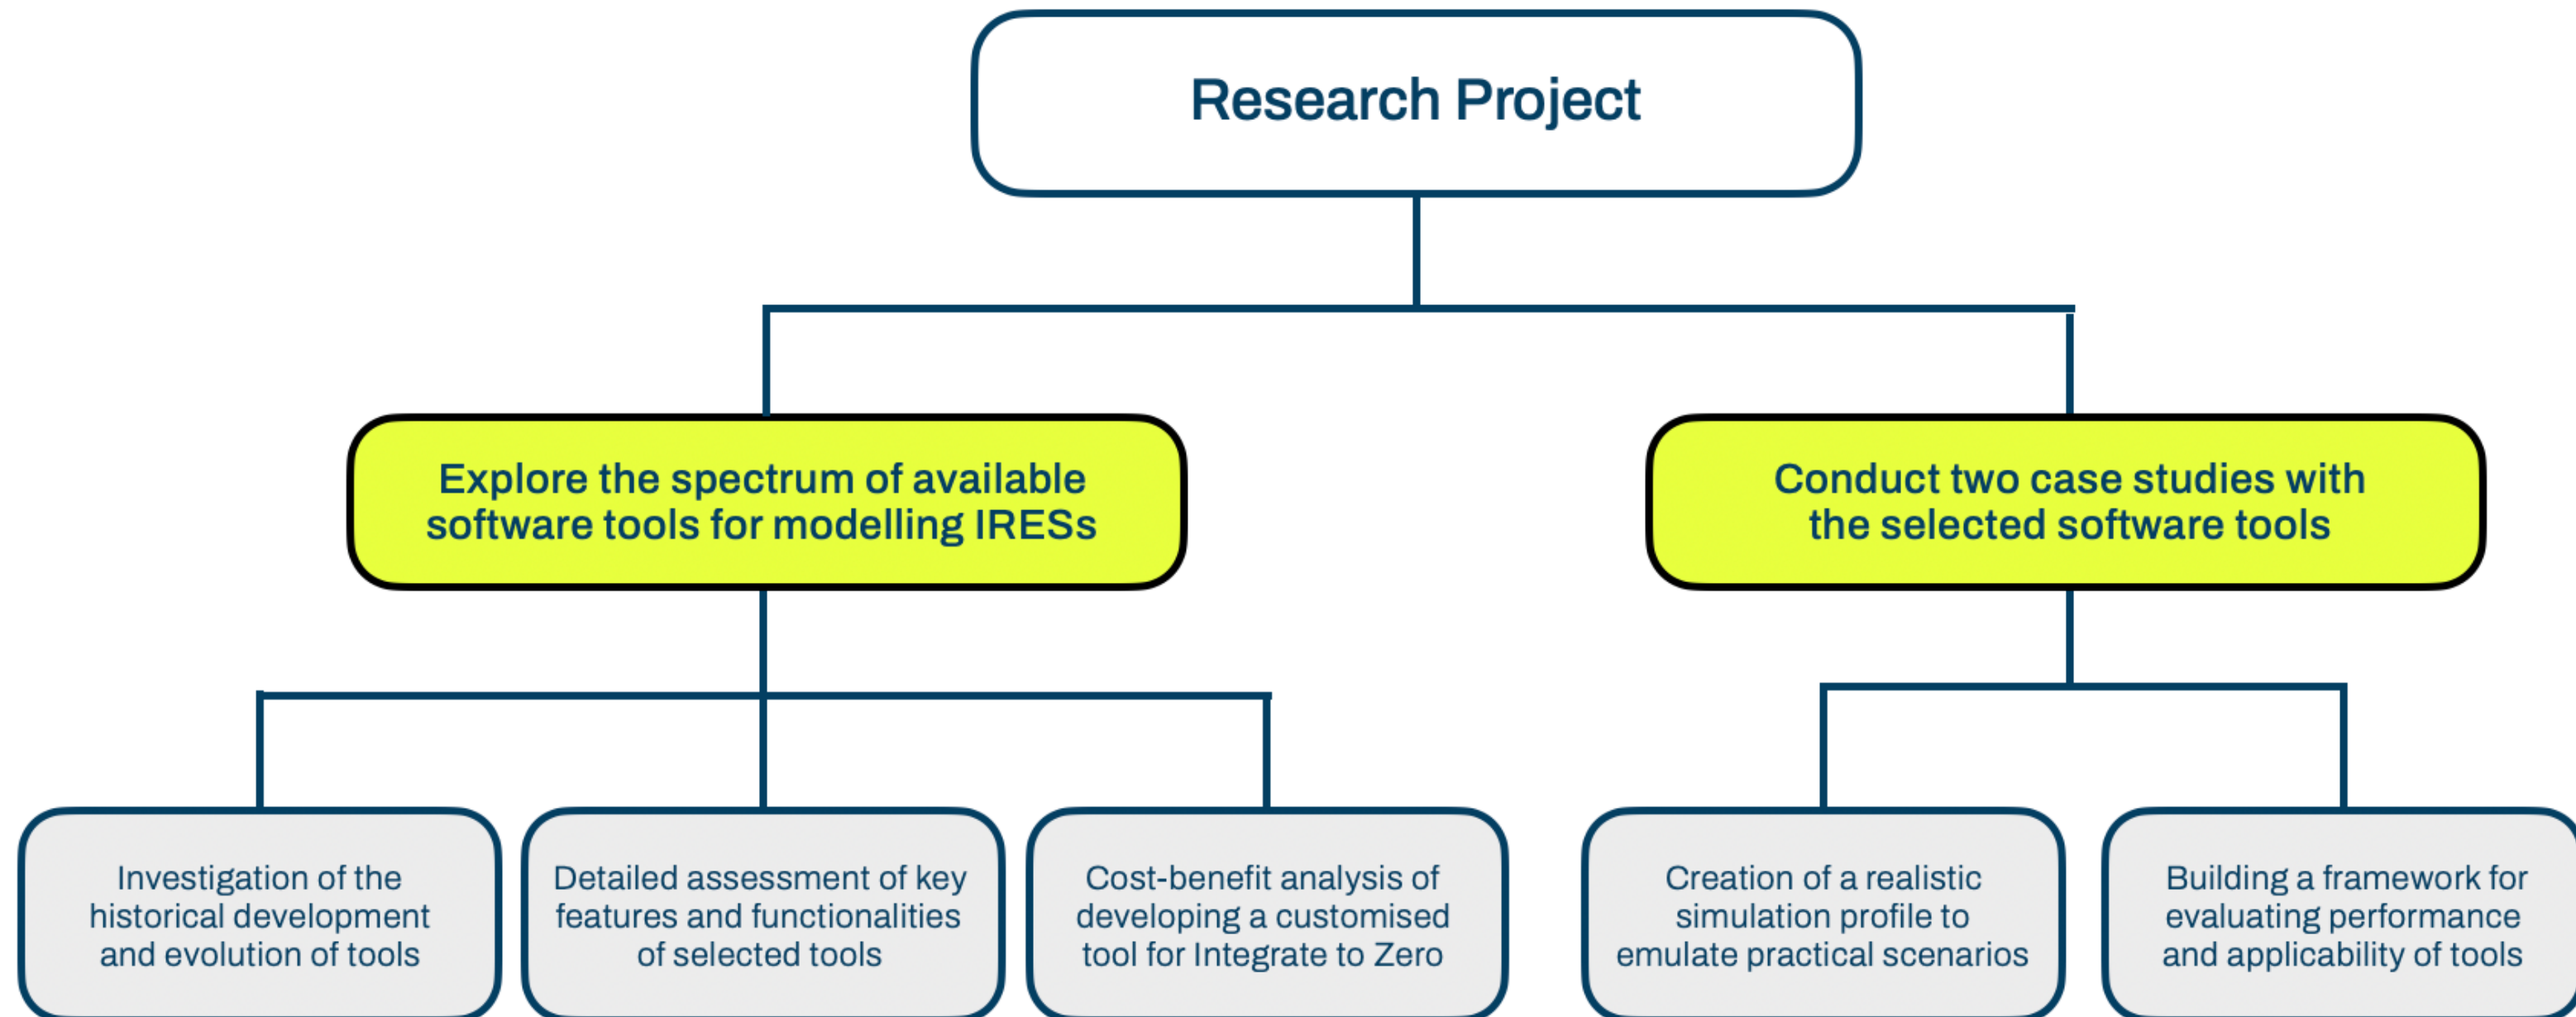 Research Project
Explore the spectrum of available
software tools for modelling IRESs
Conduct two case studies with
the selected software tools
Investigation of the
historical development
and evolution of tools
Detailed assessment of key
features and functionalities
of selected tools
Cost-benefit analysis of
developing a customised
tool for Integrate to Zero
Creation of a realistic
simulation profile to
emulate practical scenarios
Building a framework for
evaluating performance
and applicability of tools